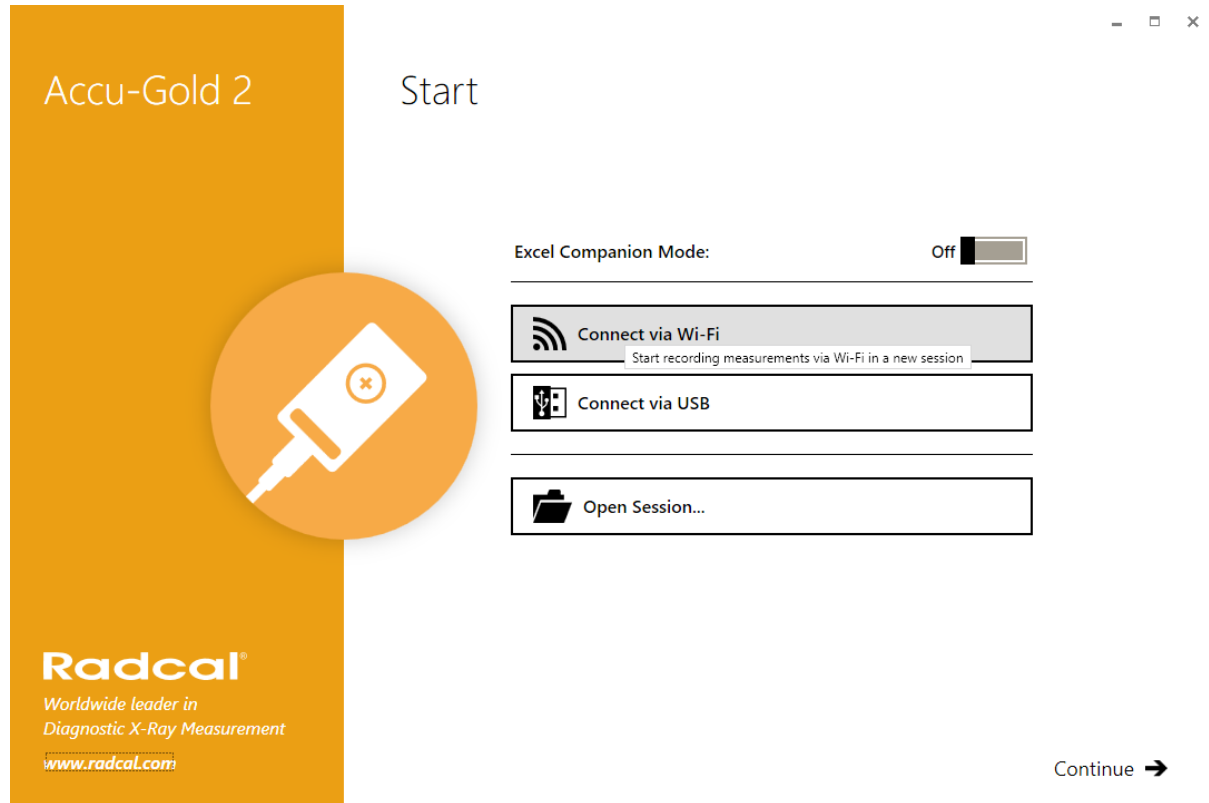 Accu-Gold 2
Start
Excel Companion Mode:
Off
Connect via Wi-Fi
Start recording measurements via Wi-Fi in a new session
Connect via USB
Open Session...
Radcal®
Worldwide leader in
Diagnostic X-Ray Measurement
www.radcal.com
Continue